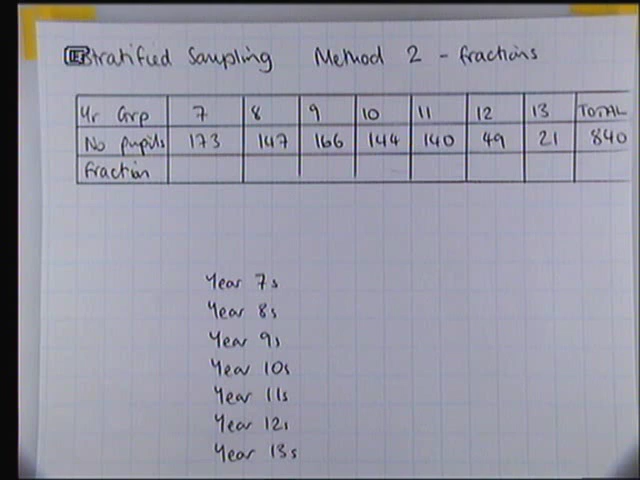 Stratified Sampling Method 2 - fractions
Yr Grp 7 8 9 10 11 12 13 TOTAL
No pupils 173 147 166 144 140 49 21 840
fraction
Year 7s
Year 8s
Year 9s
Year 10s
Year 11s
Year 12s
Year 13s